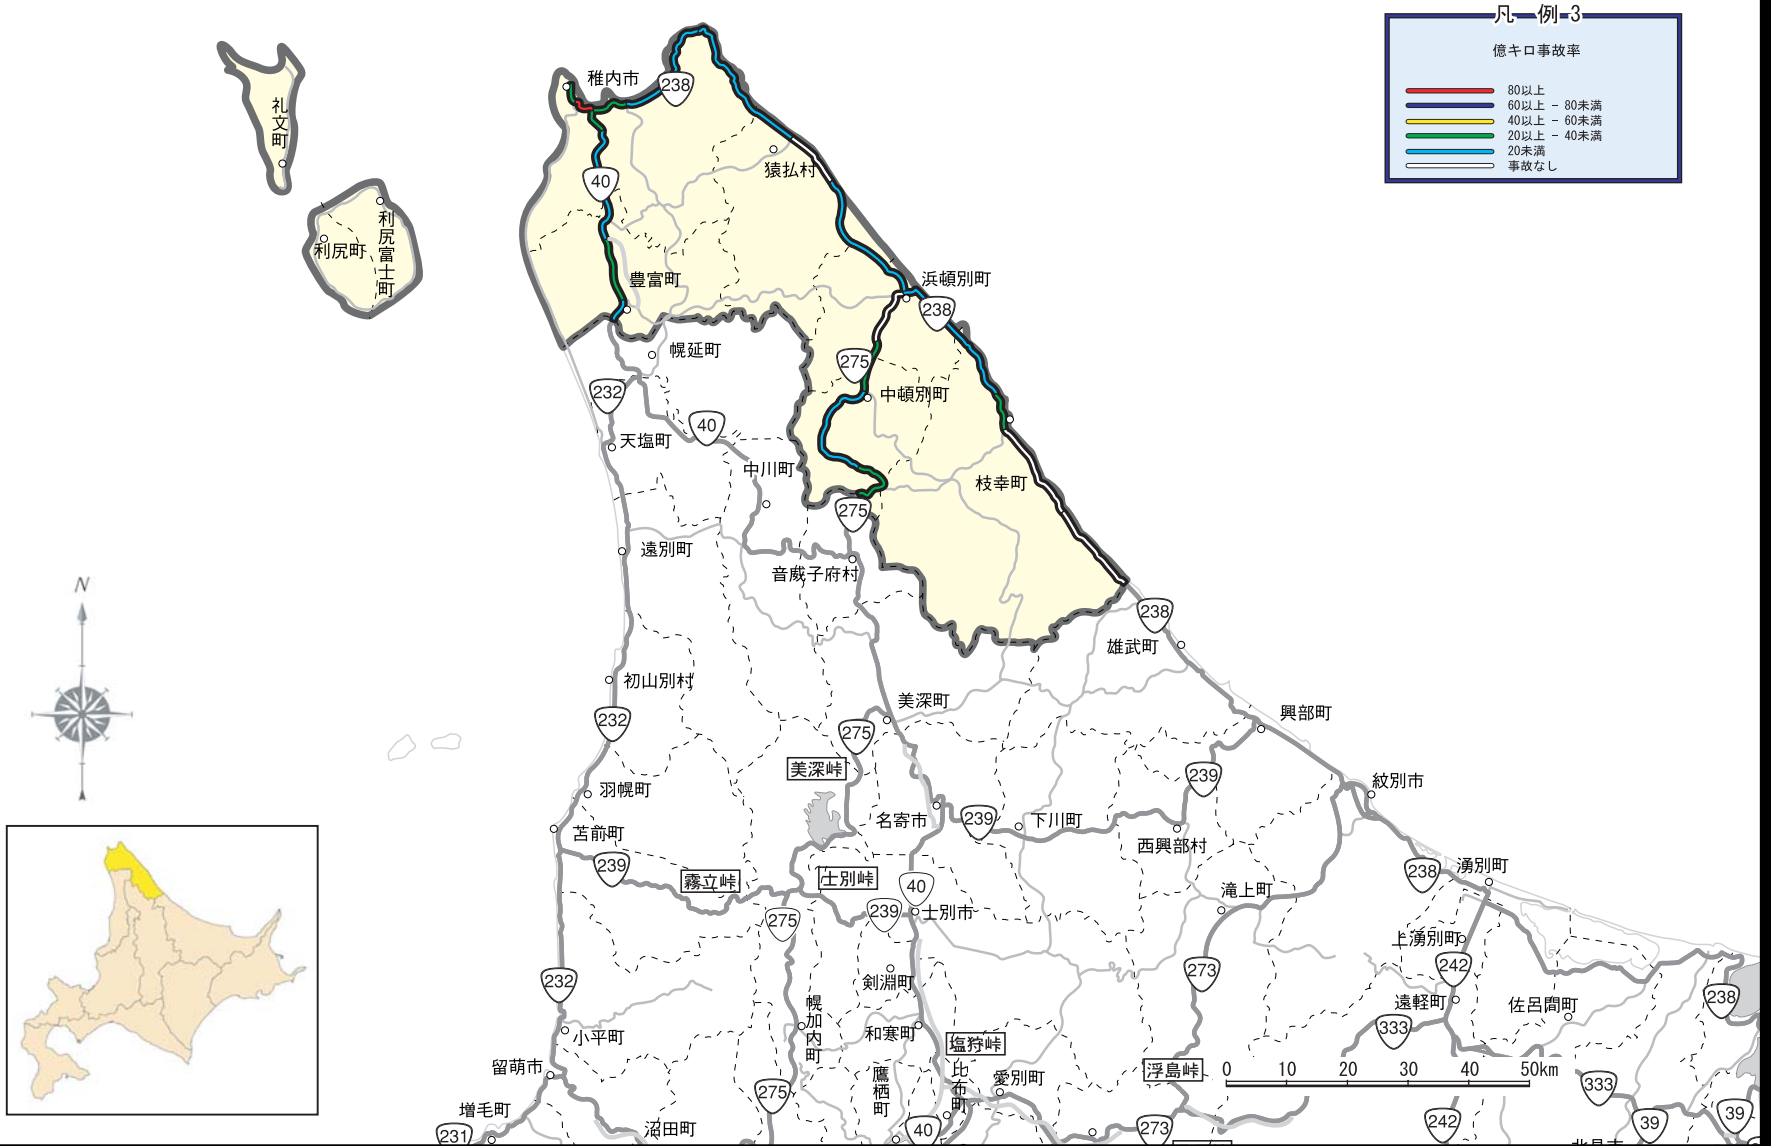 凡 例 3
億キロ事故率
80以上
60以上 - 80未満
40以上 - 60未満
20以上 - 40未満
20未満
事故なし
礼文町
利尻町
利尻富士町
稚内市
238
猿払村
40
豊富町
浜頓別町
238
幌延町
275
中頓別町
232
40
天塩町
中川町
枝幸町
275
遠別町
音威子府村
N
238
雄武町
初山別村
美深町
232
275
興部町
美深峠
239
紋別市
羽幌町
名寄市
239
下川町
苫前町
西興部村
239
霧立峠
士別峠
40
滝上町
238
湧別町
275
239
士別市
上湧別町
232
剣淵町
273
242
遠軽町
佐呂間町
238
幌加内町
和寒町
塩狩峠
333
小平町
留萌市
鷹栖町
比布町
愛別町
浮島峠
0 10 20 30 40 50km
275
333
増毛町
231
沼田町
40
273
242
39
39